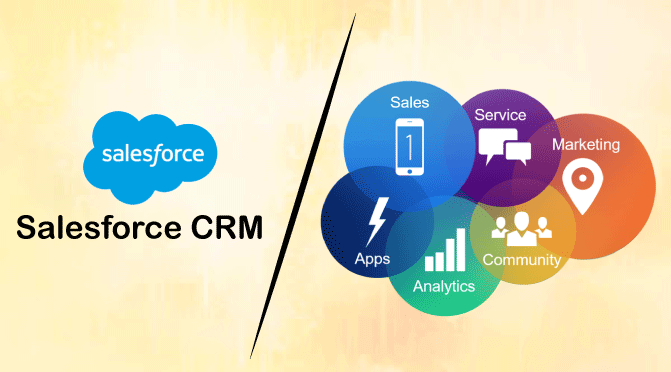 salesforce
Salesforce CRM
Sales
1
Service
Marketing
Apps
Analytics
Community